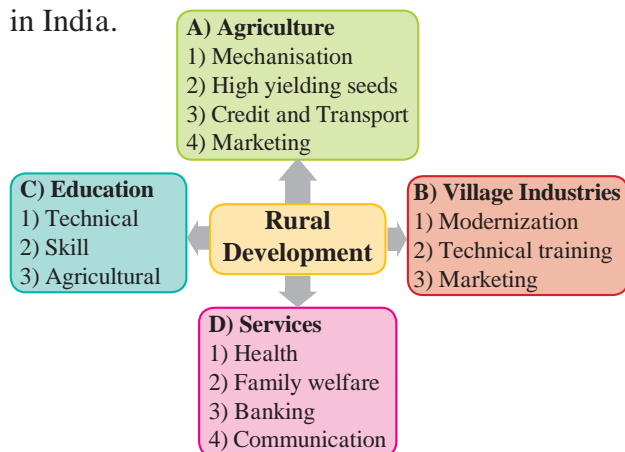 in India.
A) Agriculture
1) Mechanisation
2) High yielding seeds
3) Credit and Transport
4) Marketing
C) Education
1) Technical
2) Skill
3) Agricultural
Rural
Development
B) Village Industries
1) Modernization
2) Technical training
3) Marketing
D) Services
1) Health
2) Family welfare
3) Banking
4) Communication